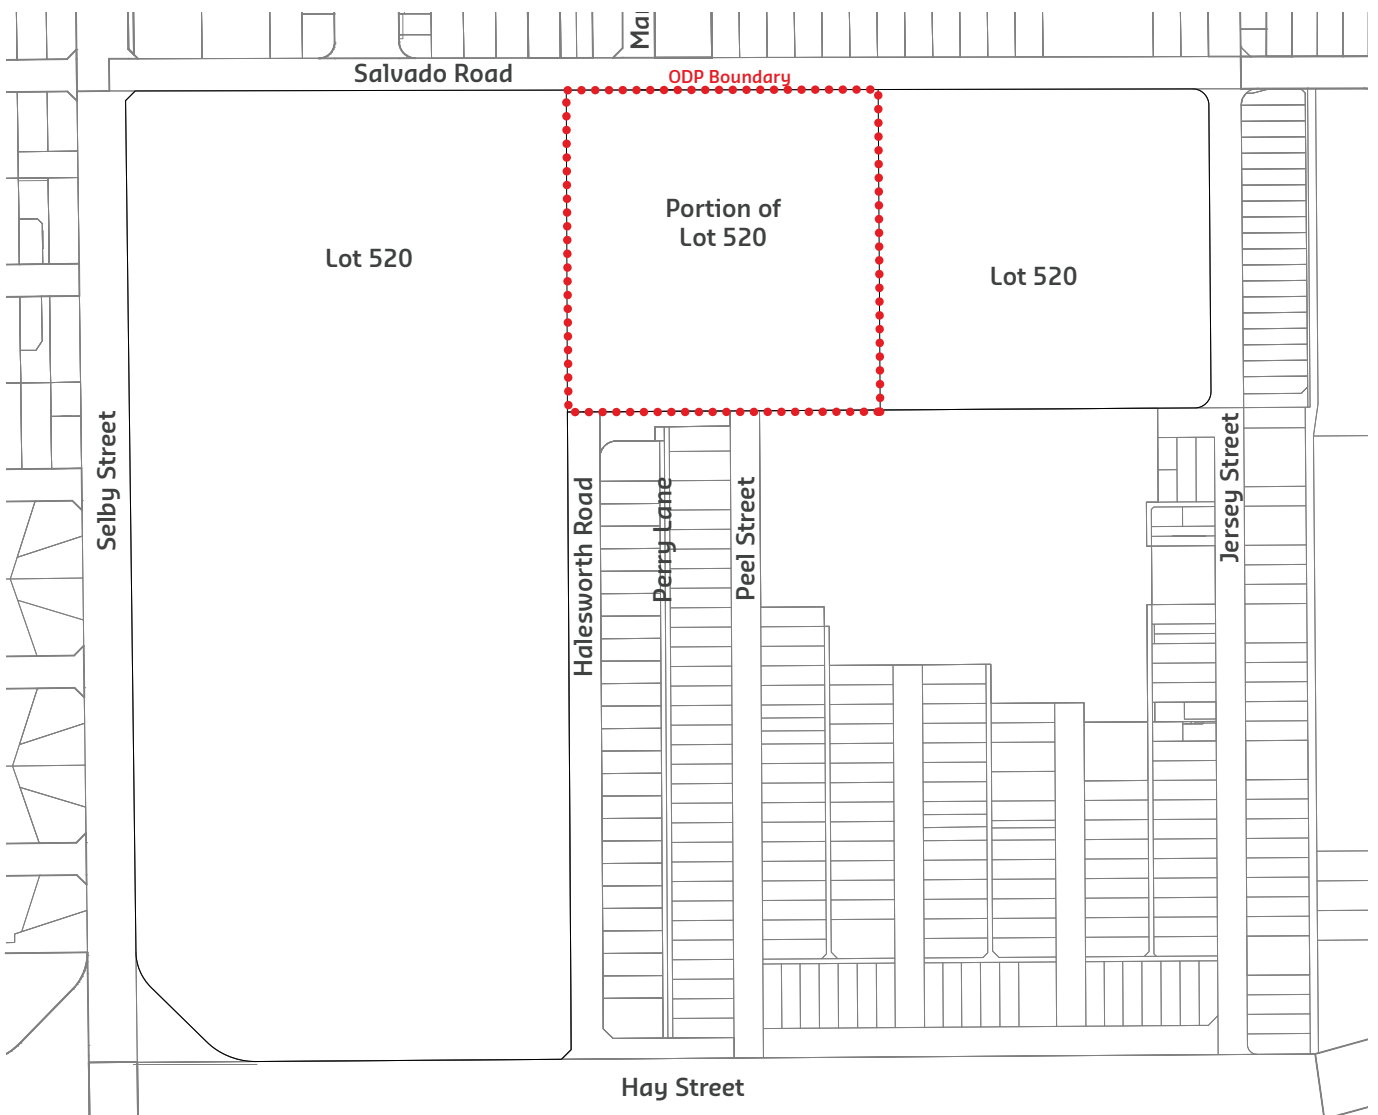 Mar
Salvado Road
ODP Boundary
Portion of
Lot 520
Lot 520
Lot 520
Selby Street
Halesworth Road
Perry Lane
Peel Street
Jersey Street
Hay Street